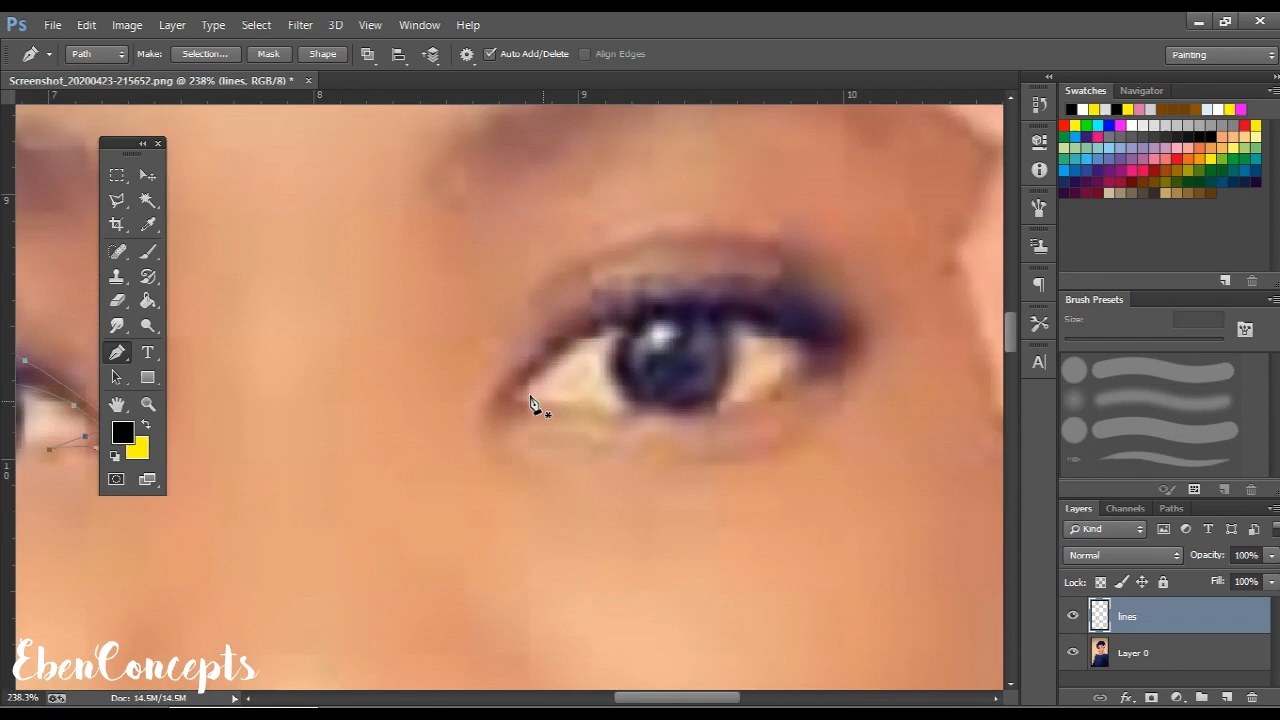 Ps File Edit Image Layer Type Select Filter 3D View Window Help
Path Make: Selection... Mask Shape Auto Add/Delete Align Edges Painting
Screenshot_20200423-215652.png @ 238% (lines, RGB/8) *
7 8 9 10
Swatches Navigator
9
Brush Presets
Size:
T
A
10
Layers Channels Paths
Kind
T
Normal Opacity: 100%
Lock: Fill: 100%
lines
Layer 0
EbenConcepts
238.3% Doc: 14.5M/14.5M
fx